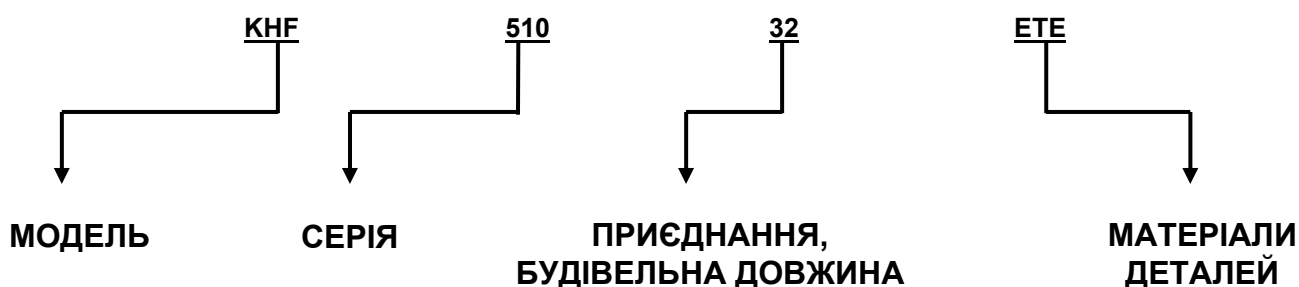 KHF 510 32 ETE
МОДЕЛЬ СЕРІЯ ПРИЄДНАННЯ, МАТЕРІАЛИ
БУДІВЕЛЬНА ДОВЖИНА ДЕТАЛЕЙ